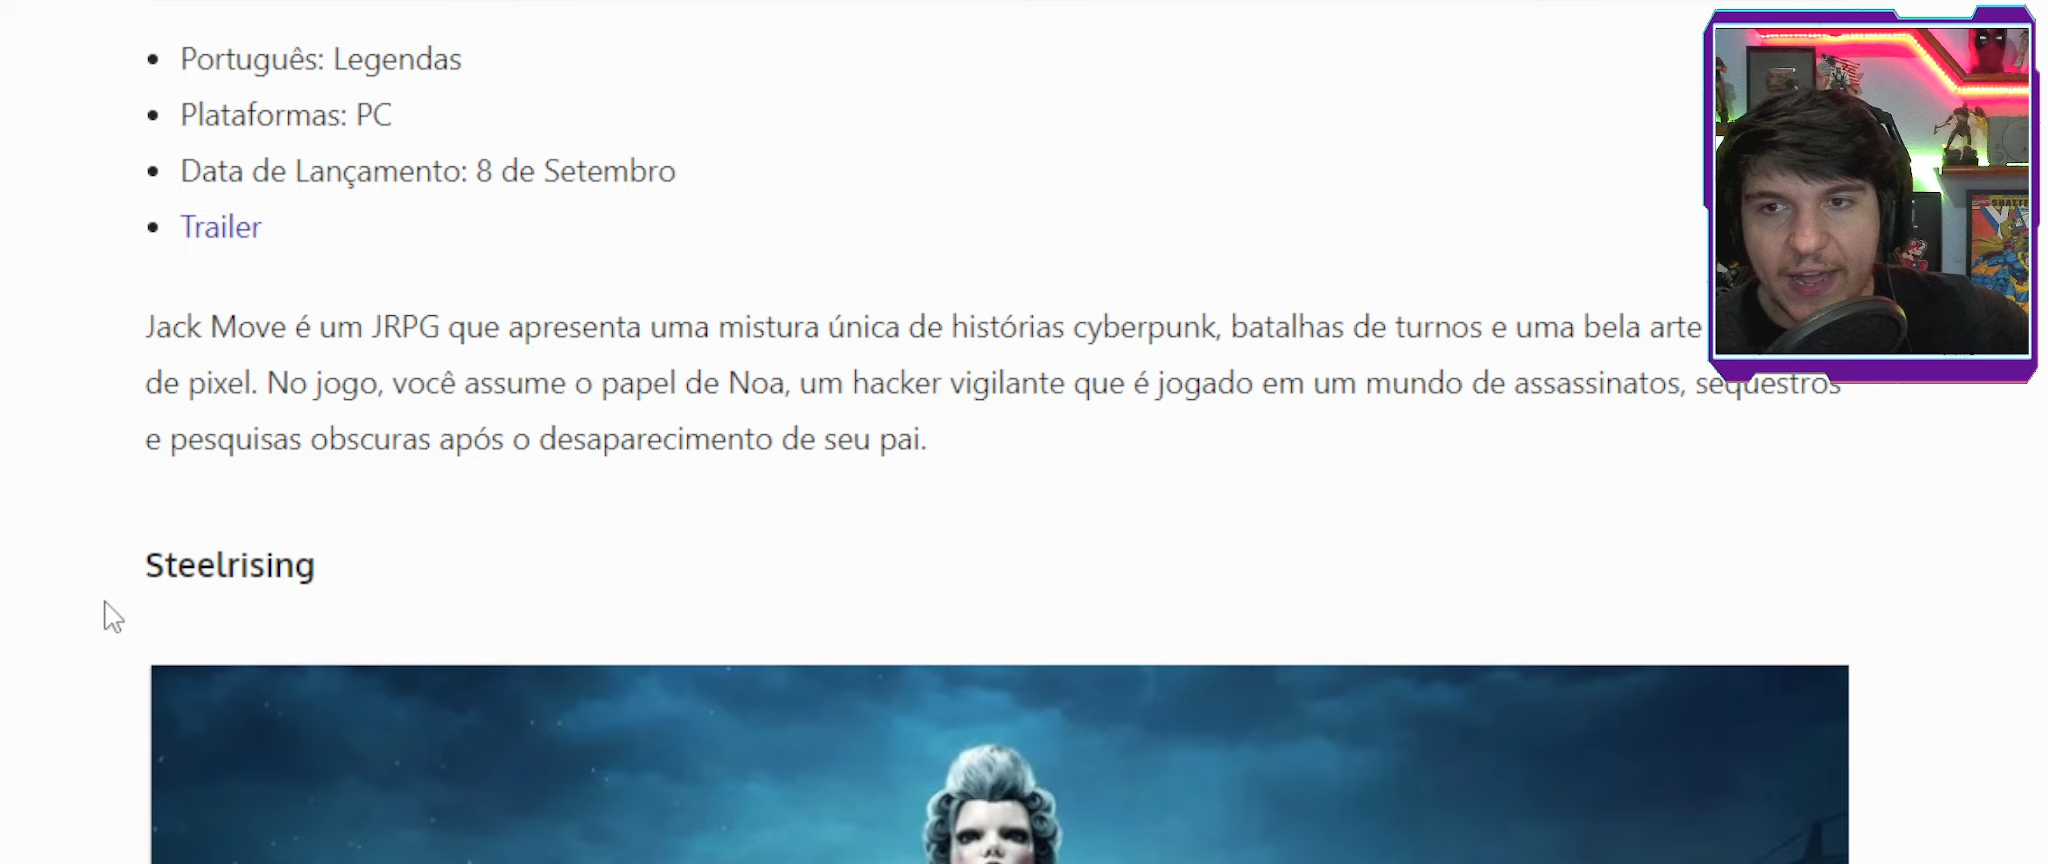 Português: Legendas
Plataformas: PC
Data de Lançamento: 8 de Setembro
Trailer
Jack Move é um JRPG que apresenta uma mistura única de histórias cyberpunk, batalhas de turnos e uma bela arte
de pixel. No jogo, você assume o papel de Noa, um hacker vigilante que é jogado em um mundo de assassinatos, sequestros
e pesquisas obscuras após o desaparecimento de seu pai.
Steelrising